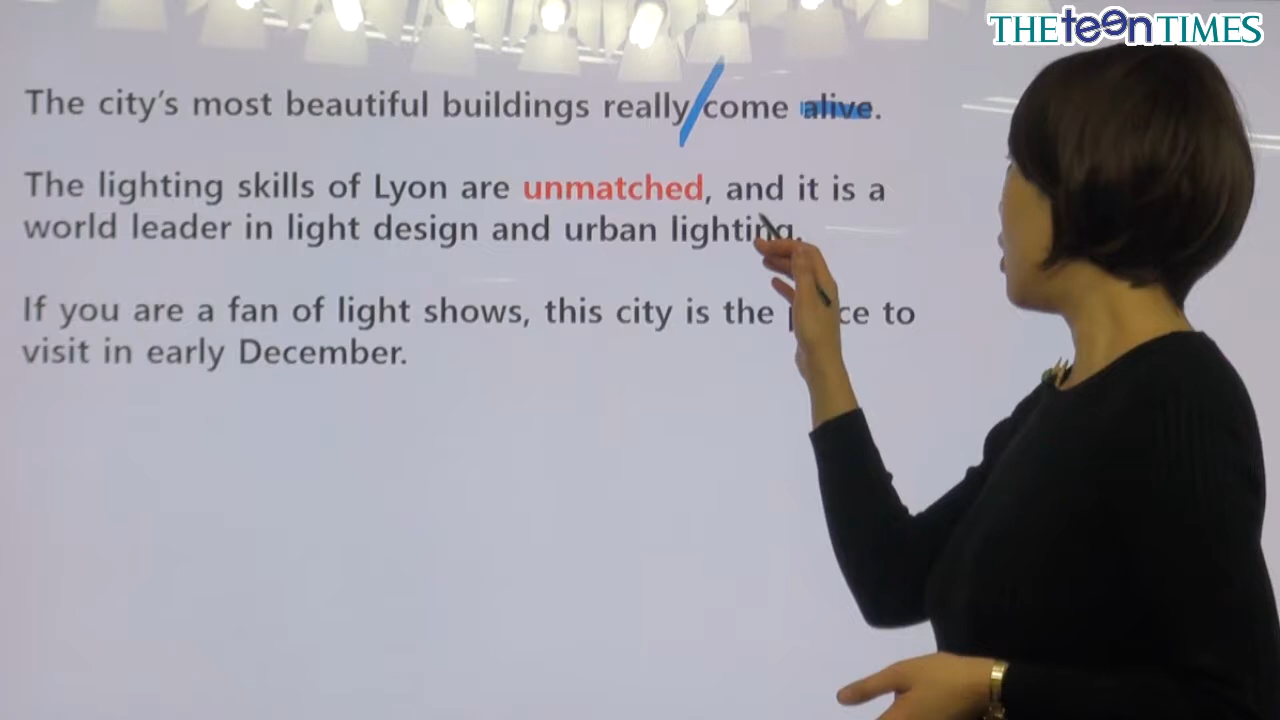 THE teen TIMES
The city's most beautiful buildings really come alive.
The lighting skills of Lyon are unmatched, and it is a
world leader in light design and urban lighting.
If you are a fan of light shows, this city is the to
visit in early December.